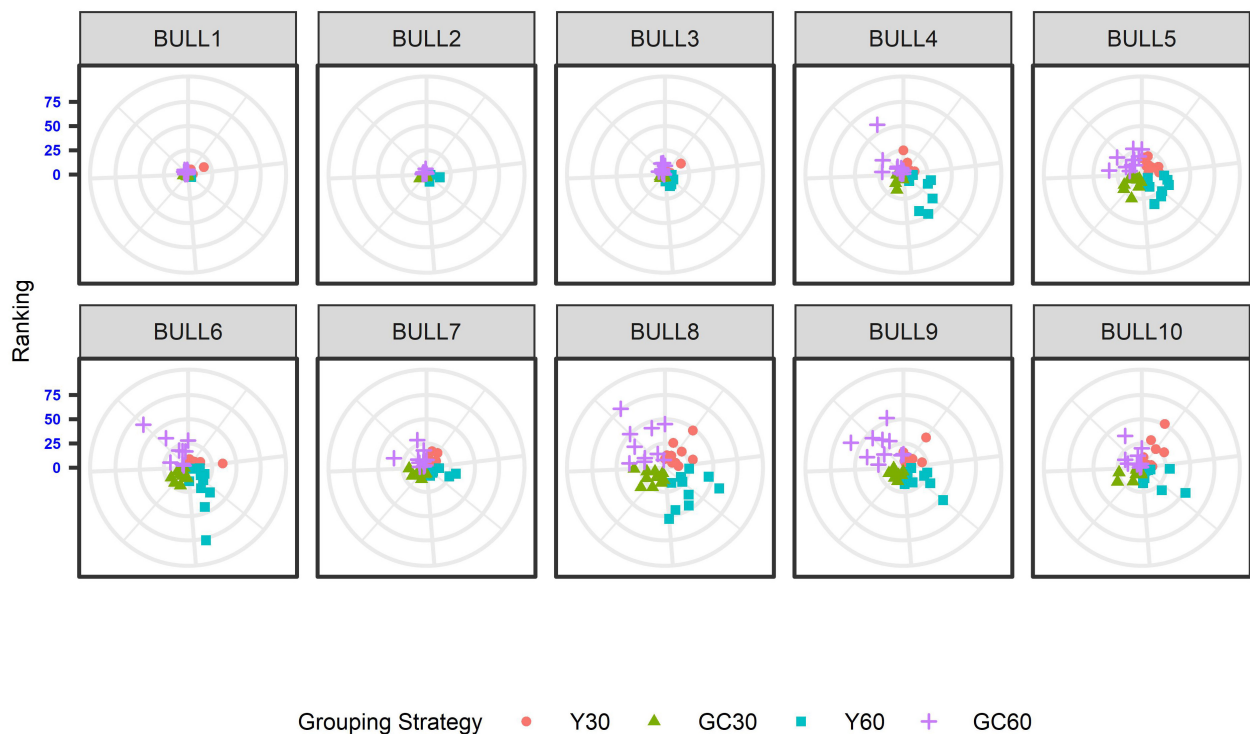 BULL1 BULL2 BULL3 BULL4 BULL5
75
50
25
0
Ranking
BULL6 BULL7 BULL8 BULL9 BULL10
75
50
25
0
Grouping Strategy Y30 GC30 Y60 GC60